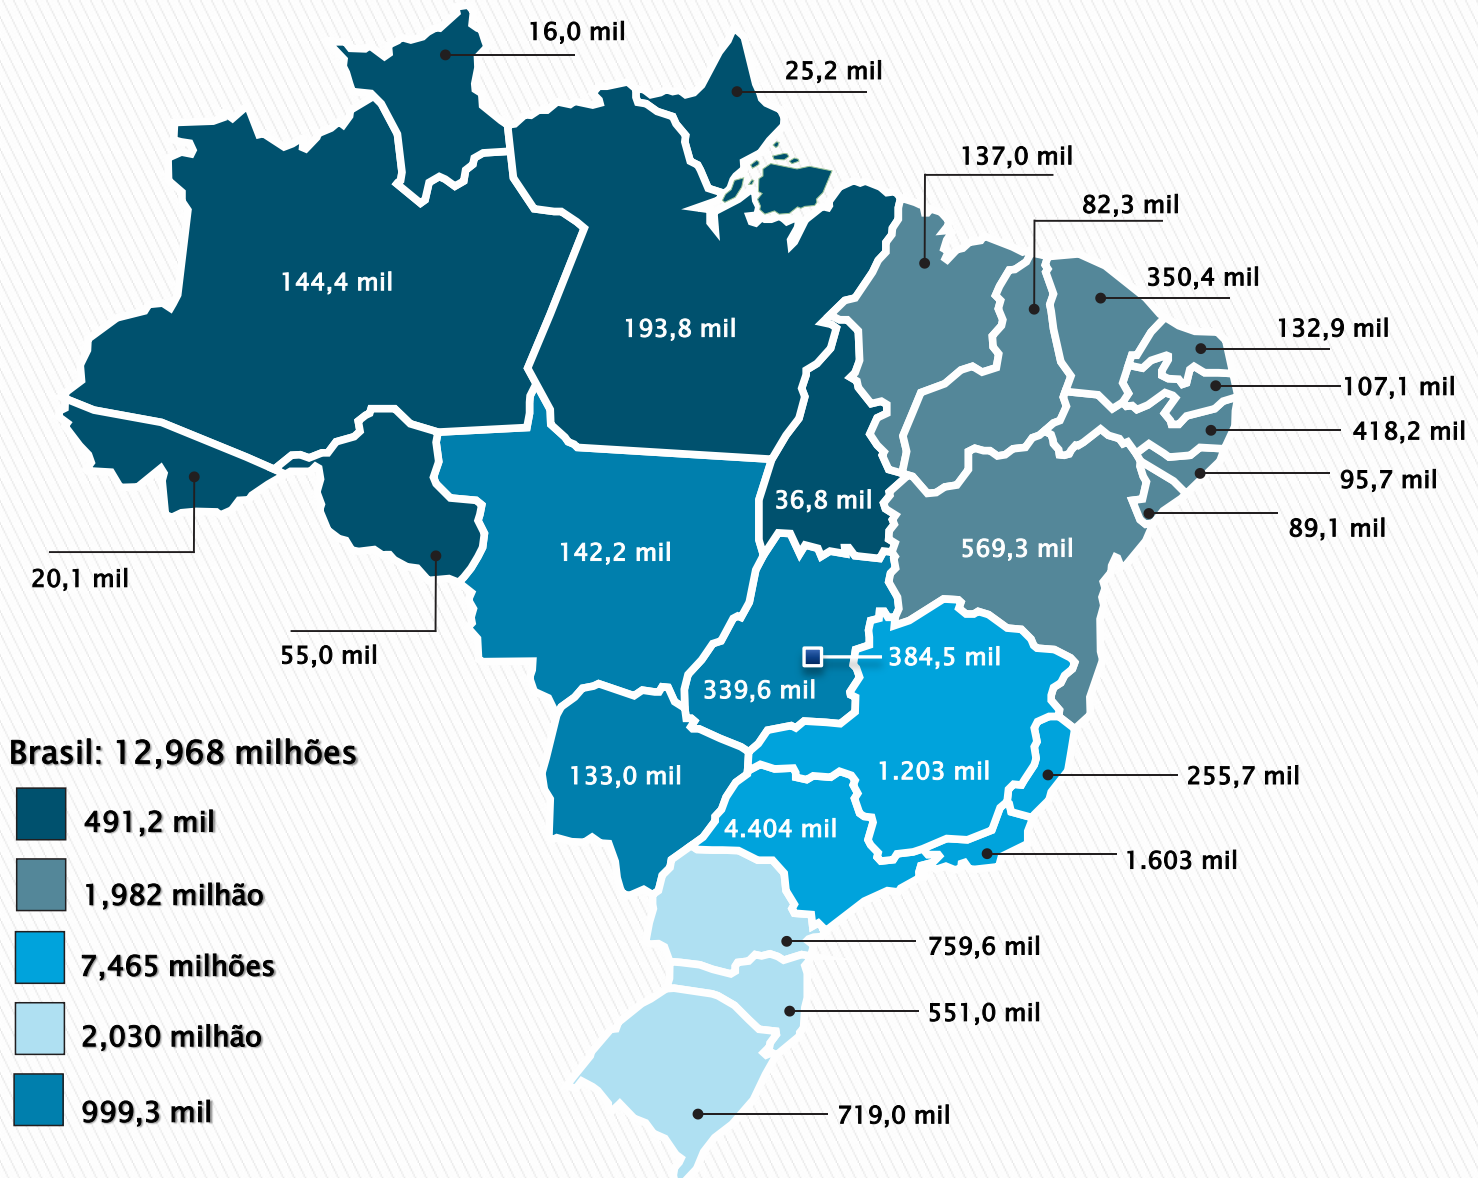 16,0 mil
25,2 mil
137,0 mil
82,3 mil
144,4 mil
350,4 mil
193,8 mil
132,9 mil
107,1 mil
418,2 mil
95,7 mil
36,8 mil
89,1 mil
142,2 mil
569,3 mil
20,1 mil
55,0 mil
384,5 mil
339,6 mil
Brasil: 12,968 milhões
133,0 mil
1.203 mil
255,7 mil
491,2 mil
4.404 mil
1.603 mil
1,982 milhão
759,6 mil
7,465 milhões
551,0 mil
2,030 milhão
999,3 mil
719,0 mil